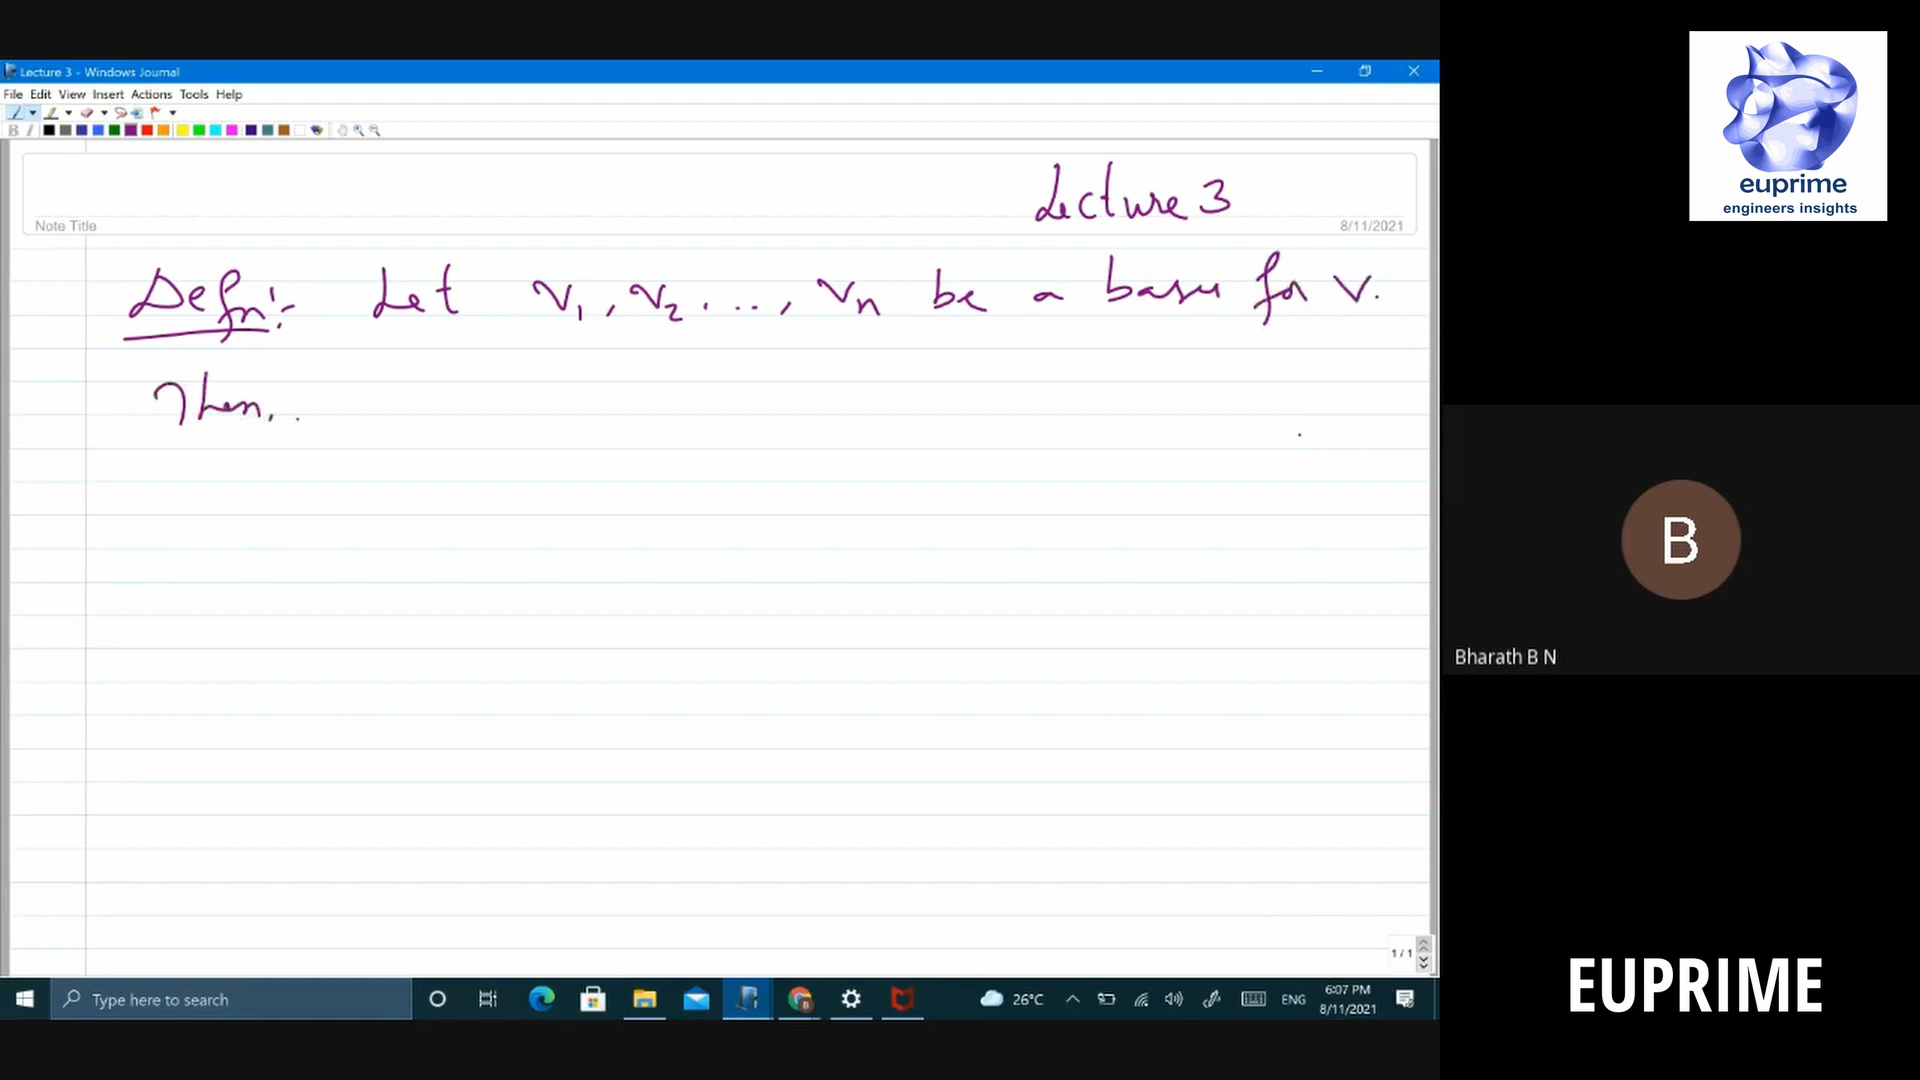 Lecture 3 - Windows Journal
File Edit View Insert Actions Tools Help
B I
Lecture 3
Note Title
8/11/2021
Defn:- Let v1, v2. ..., vn be a basis for V.
Then, .
1 / 1
Type here to search
26°C
ENG
6:07 PM
8/11/2021
euprime
engineers insights
B
Bharath B N
EUPRIME